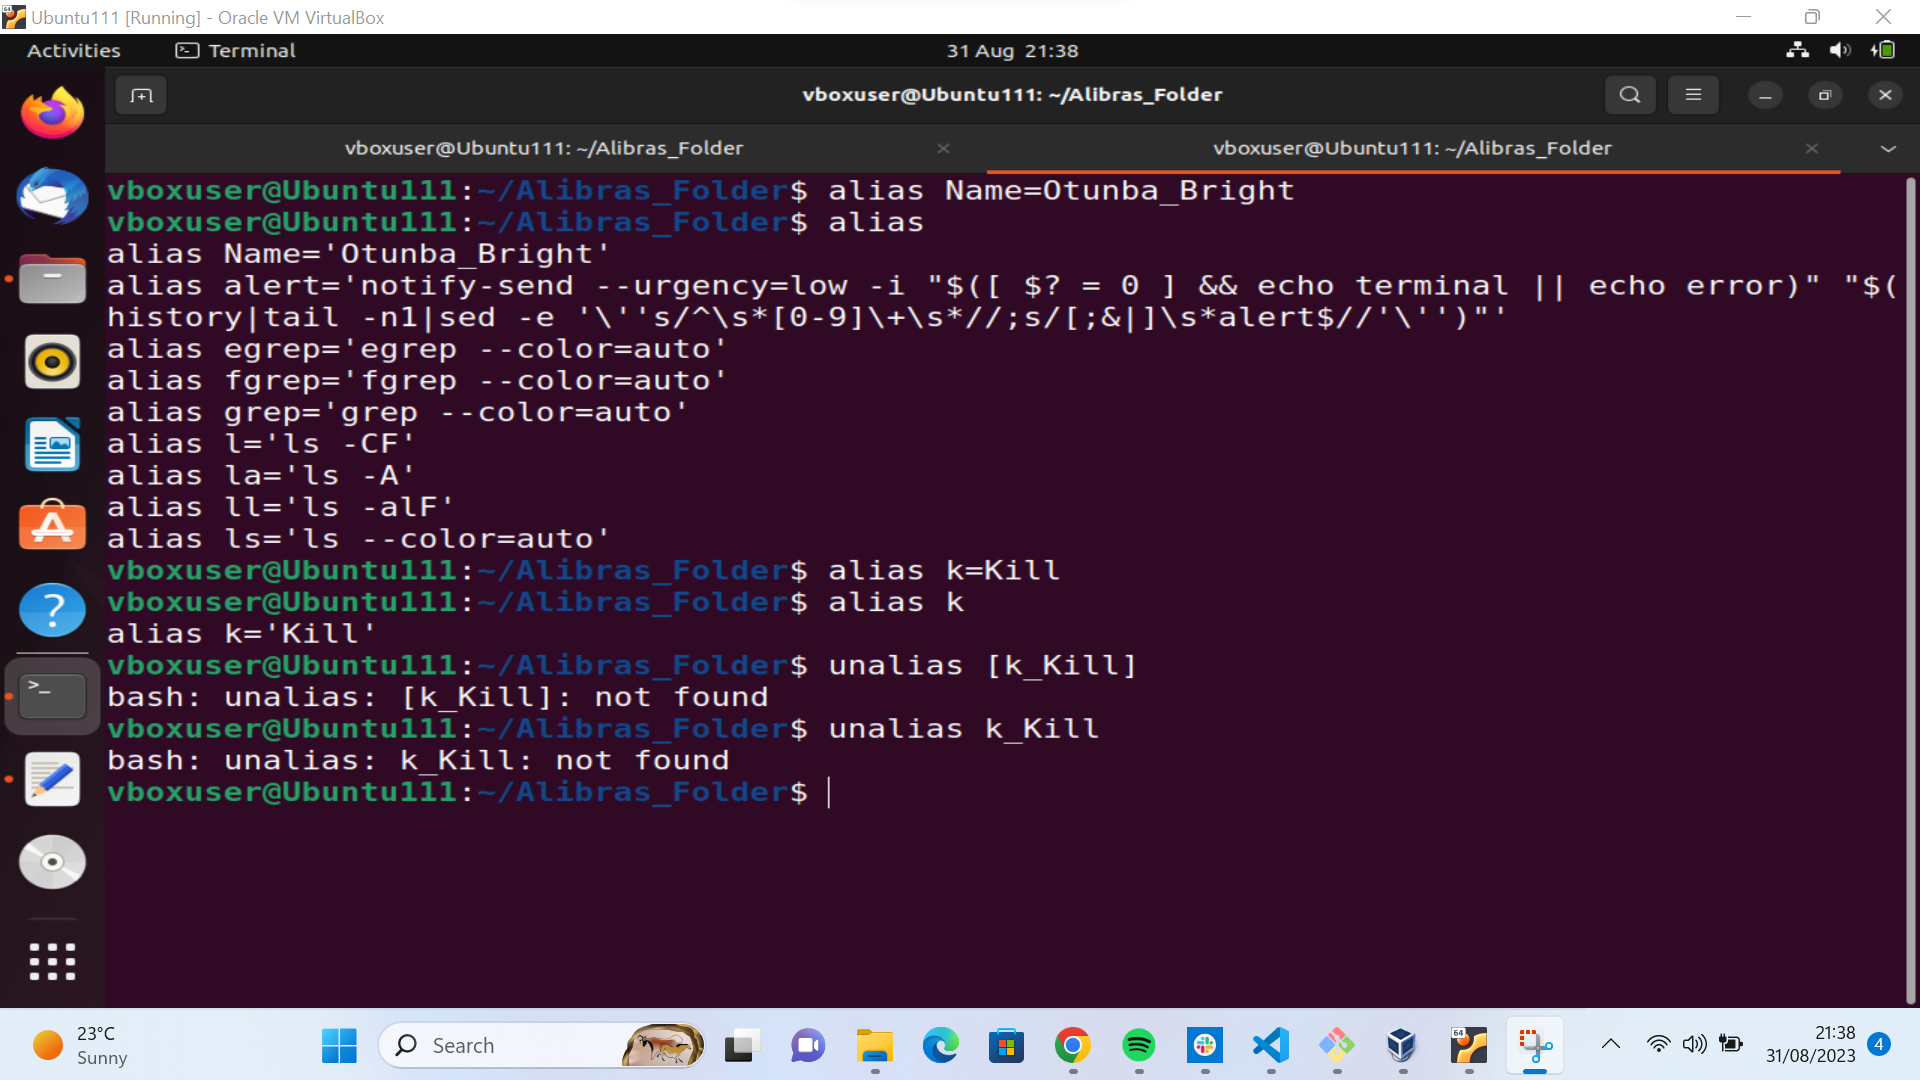 Ubuntu111 [Running] - Oracle VM VirtualBox
Activities Terminal 31 Aug 21:38
vboxuser@Ubuntu111: ~/Alibras_Folder
vboxuser@Ubuntu111: ~/Alibras_Folder vboxuser@Ubuntu111: ~/Alibras_Folder
vboxuser@Ubuntu111:~/Alibras_Folder$ alias Name=Otunba_Bright
vboxuser@Ubuntu111:~/Alibras_Folder$ alias
alias Name='Otunba_Bright'
alias alert='notify-send --urgency=low -i "$([ $? = 0 ] && echo terminal || echo error)" "$(
history|tail -n1|sed -e '\''s/^\s*[0-9]\+\s*//;s/[;&|]\s*alert$//'\'')"'
alias egrep='egrep --color=auto'
alias fgrep='fgrep --color=auto'
alias grep='grep --color=auto'
alias l='ls -CF'
alias la='ls -A'
alias ll='ls -alF'
alias ls='ls --color=auto'
vboxuser@Ubuntu111:~/Alibras_Folder$ alias k=Kill
vboxuser@Ubuntu111:~/Alibras_Folder$ alias k
alias k='Kill'
vboxuser@Ubuntu111:~/Alibras_Folder$ unalias [k_Kill]
bash: unalias: [k_Kill]: not found
vboxuser@Ubuntu111:~/Alibras_Folder$ unalias k_Kill
bash: unalias: k_Kill: not found
vboxuser@Ubuntu111:~/Alibras_Folder$
23°C
Sunny
Search
64
21:38
31/08/2023
4